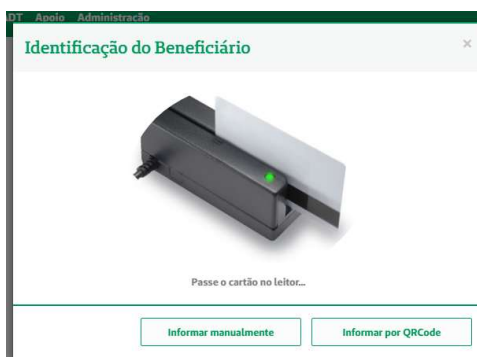 DT Apoio Administração
Identificação do Beneficiário
×
Passe o cartão no leitor...
Informar manualmente
Informar por QRCode